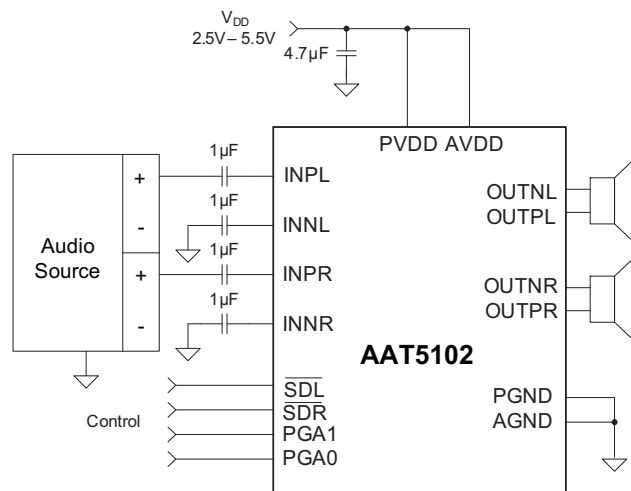 V_DD
2.5V – 5.5V
4.7µF
PVDD AVDD
1µF
+
INPL
OUTNL
1µF
OUTPL
-
INNL
Audio
Source
1µF
+
INPR
OUTNR
1µF
OUTPR
-
INNR
AAT5102
SDL
PGND
SDR
Control
AGND
PGA1
PGA0